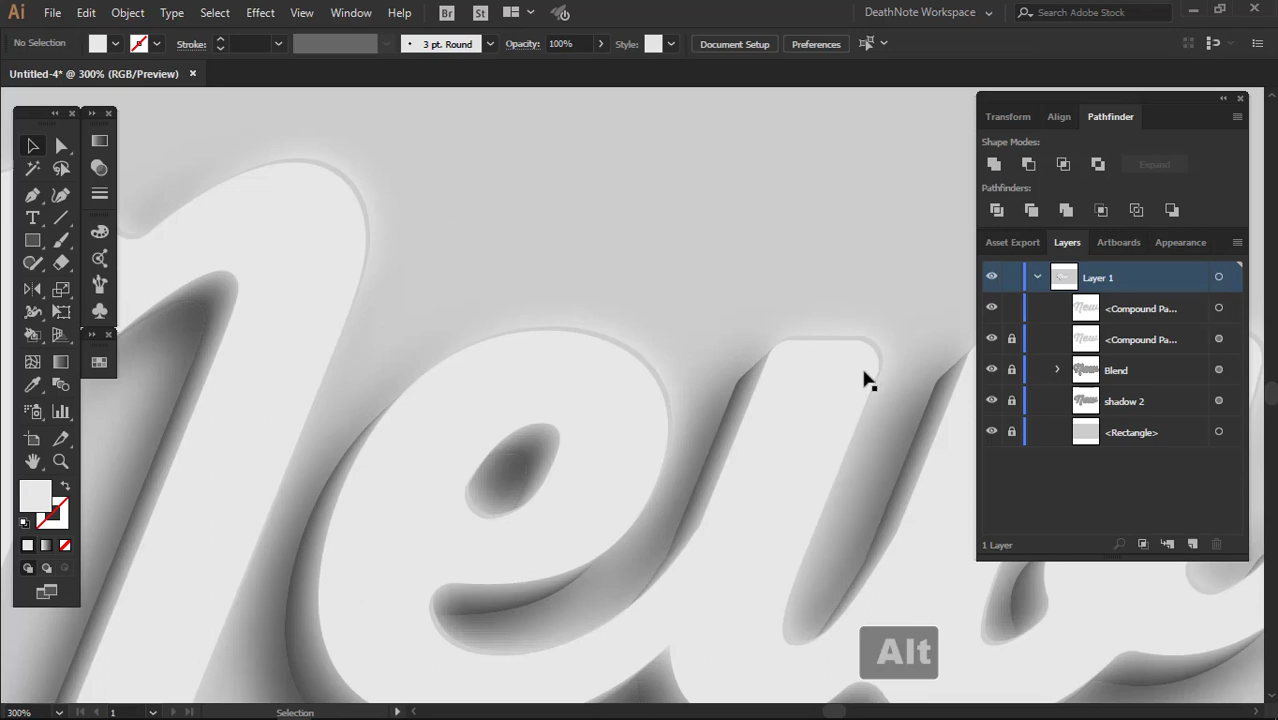 Ai File Edit Object Type Select Effect View Window Help Br St DeathNote Workspace Search Adobe Stock
No Selection Stroke: 3 pt. Round Opacity: 100% Style: Document Setup Preferences
Untitled-4* @ 300% (RGB/Preview) ×
Transform Align Pathfinder
Shape Modes:
Expand
Pathfinders:
Asset Export Layers Artboards Appearance
Layer 1
<Compound Pa...
<Compound Pa...
Blend
shadow 2
<Rectangle>
1 Layer
Alt
300% 1 Selection